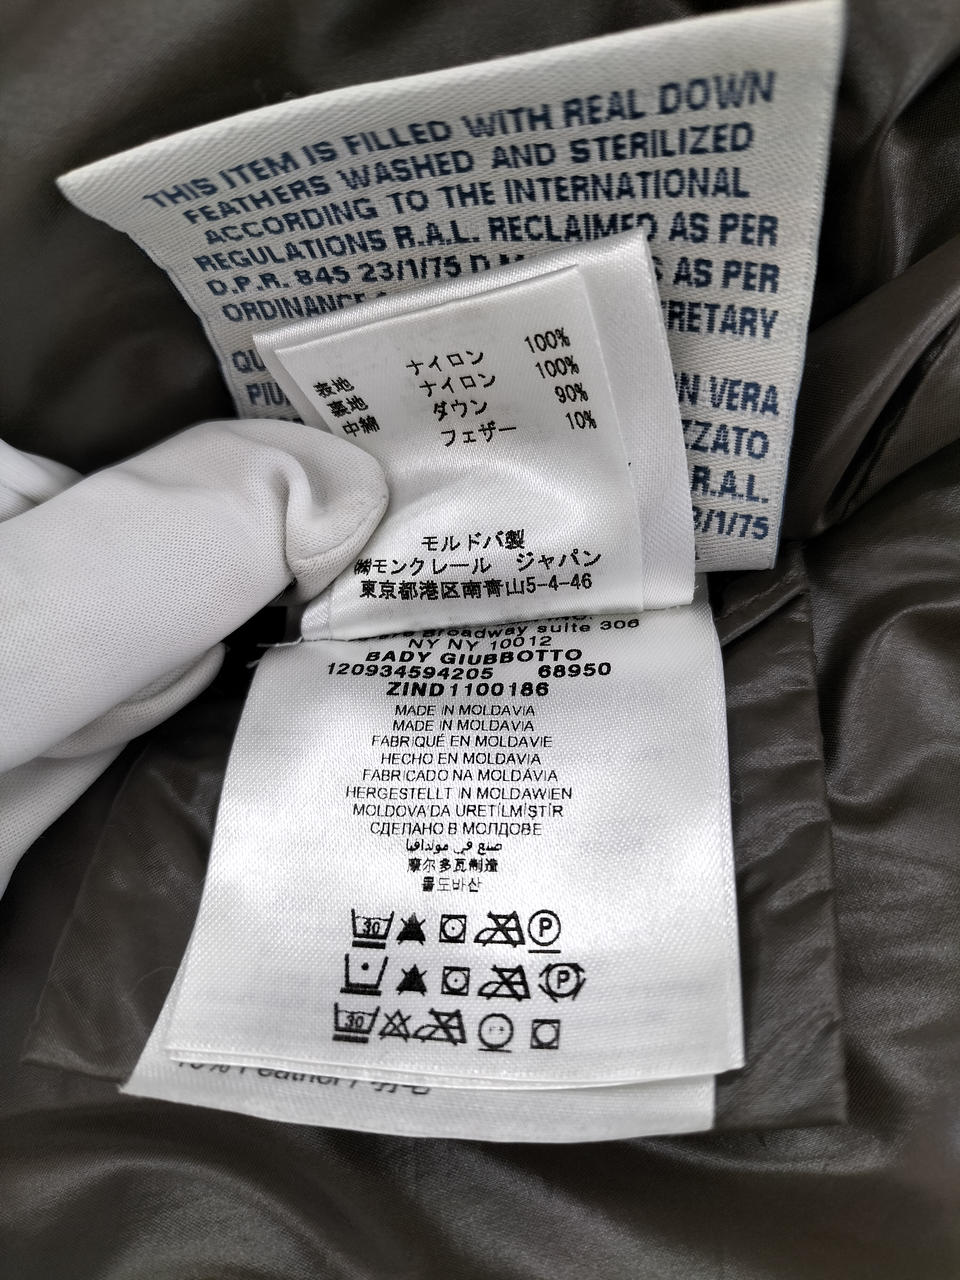 THIS ITEM IS FILLED WITH REAL DOWN
FEATHERS WASHED AND STERILIZED
ACCORDING TO THE INTERNATIONAL
REGULATIONS R.A.L. RECLAIMED AS PER
D.P.R. 845 23/1/75 D.M S AS PER
ORDINANCE RETARY
QU
PIU N VERA
ZZATO
R.A.L.
3/1/75
表地 ナイロン 100%
裏地 ナイロン 100%
中綿 ダウン 90%
フェザー 10%
モルドバ製
㈱モンクレール ジャパン
東京都港区南青山5-4-46
Broadway suite 306
NY NY 10012
BADY GIUBBOTTO
120934594205 68950
ZIND1100186
MADE IN MOLDAVIA
MADE IN MOLDAVIA
FABRIQUÉ EN MOLDAVIE
HECHO EN MOLDAVIA
FABRICADO NA MOLDÁVIA
HERGESTELLT IN MOLDAWIEN
MOLDOVA'DA URETİLMİŞTİR
СДЕЛАНО В МОЛДОВЕ
صنع في مولدافيا
摩尔多瓦制造
몰도바산
30 P
P
30
10% Feather /